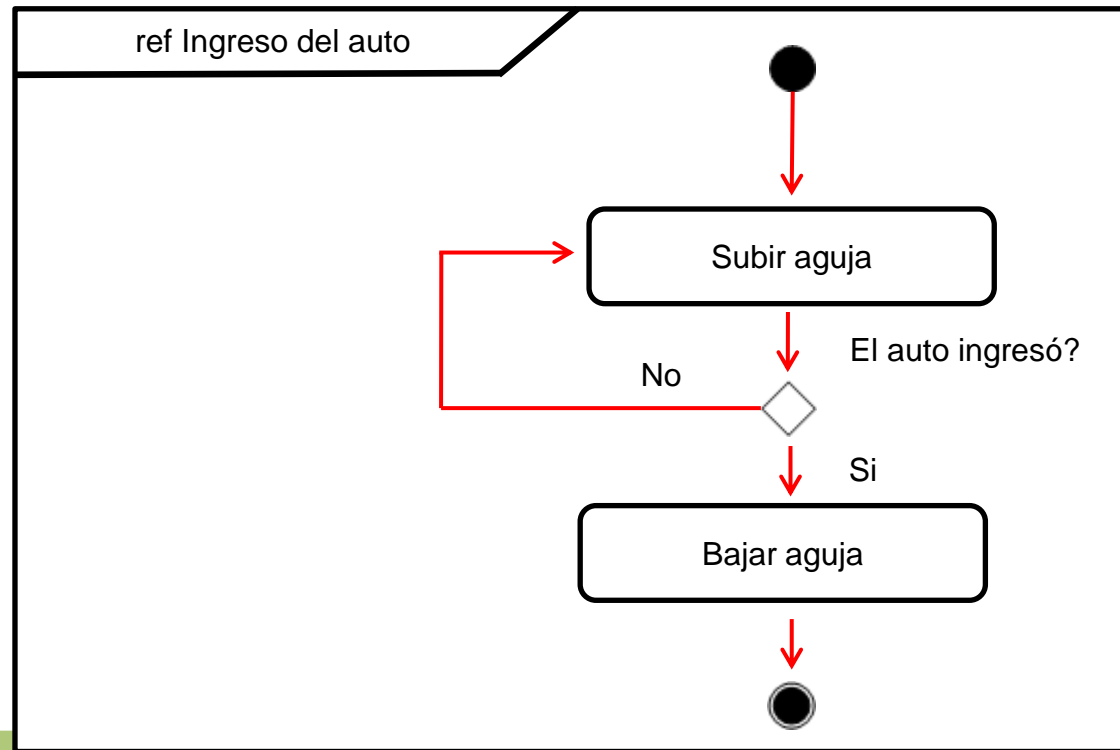 ref Ingreso del auto
Subir aguja
El auto ingresó?
No
Si
Bajar aguja